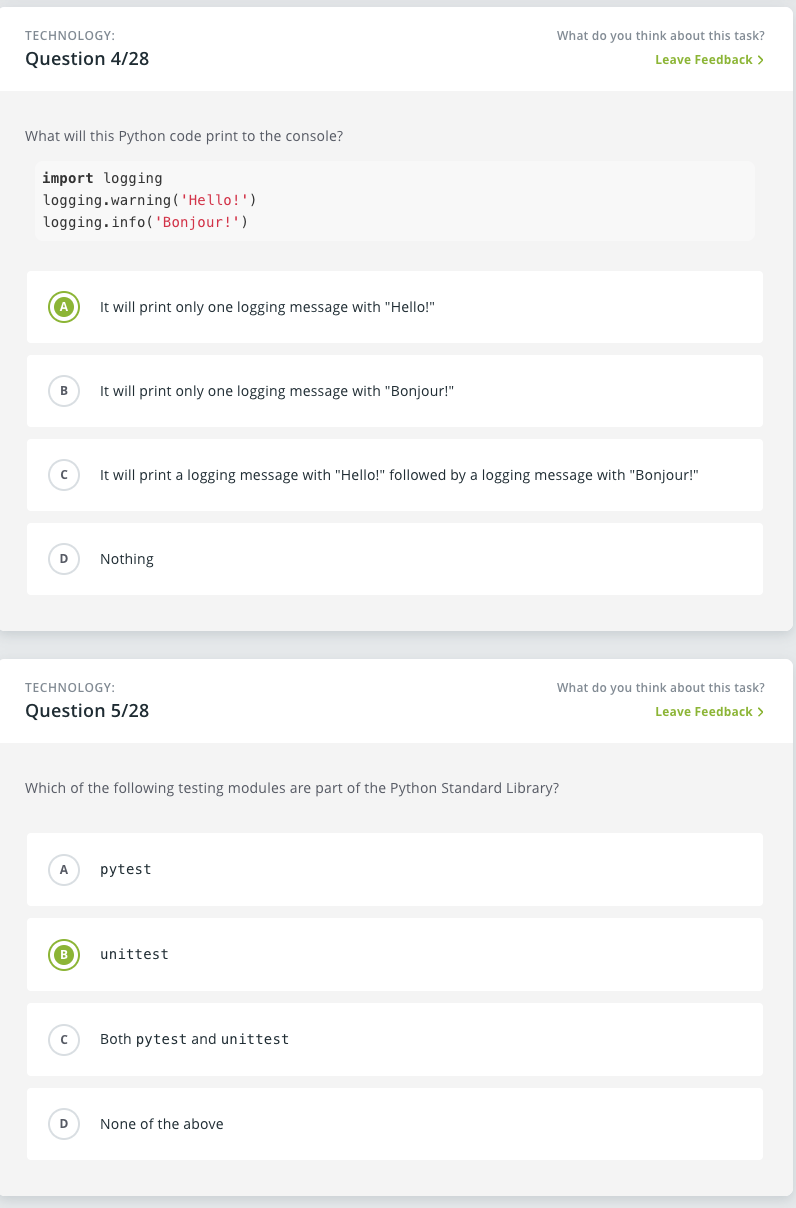 TECHNOLOGY:
What do you think about this task?
Question 4/28
Leave Feedback >
What will this Python code print to the console?
import logging
logging.warning('Hello!')
logging.info('Bonjour!')
A It will print only one logging message with "Hello!"
B It will print only one logging message with "Bonjour!"
C It will print a logging message with "Hello!" followed by a logging message with "Bonjour!"
D Nothing
TECHNOLOGY:
What do you think about this task?
Question 5/28
Leave Feedback >
Which of the following testing modules are part of the Python Standard Library?
A pytest
B unittest
C Both pytest and unittest
D None of the above